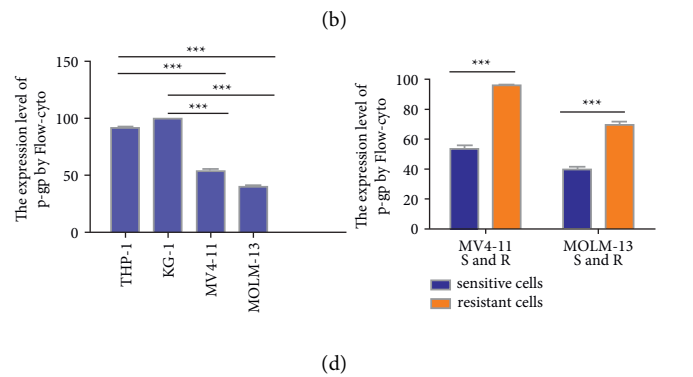 (b)
The expression level of
p-gp by Flow-cyto
150
100
50
0
***
***
***
***
THP-1
KG-1
MV4-11
MOLM-13
The expression level of
p-gp by Flow-cyto
100
80
60
40
20
0
***
***
MV4-11
S and R
MOLM-13
S and R
sensitive cells
resistant cells
(d)